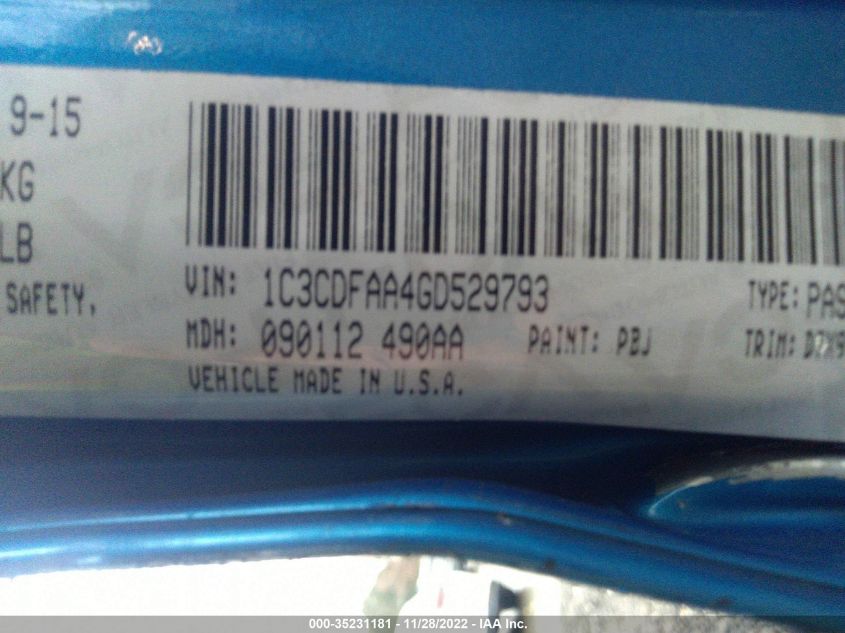 9-15
KG
LB
SAFETY,
VIN: 1C3CDFAA4GD529793 TYPE: PAS
MDH: 090112 490AA PAINT: PBJ TRIM:
VEHICLE MADE IN U.S.A.
000-35231181 - 11/28/2022 - IAA Inc.